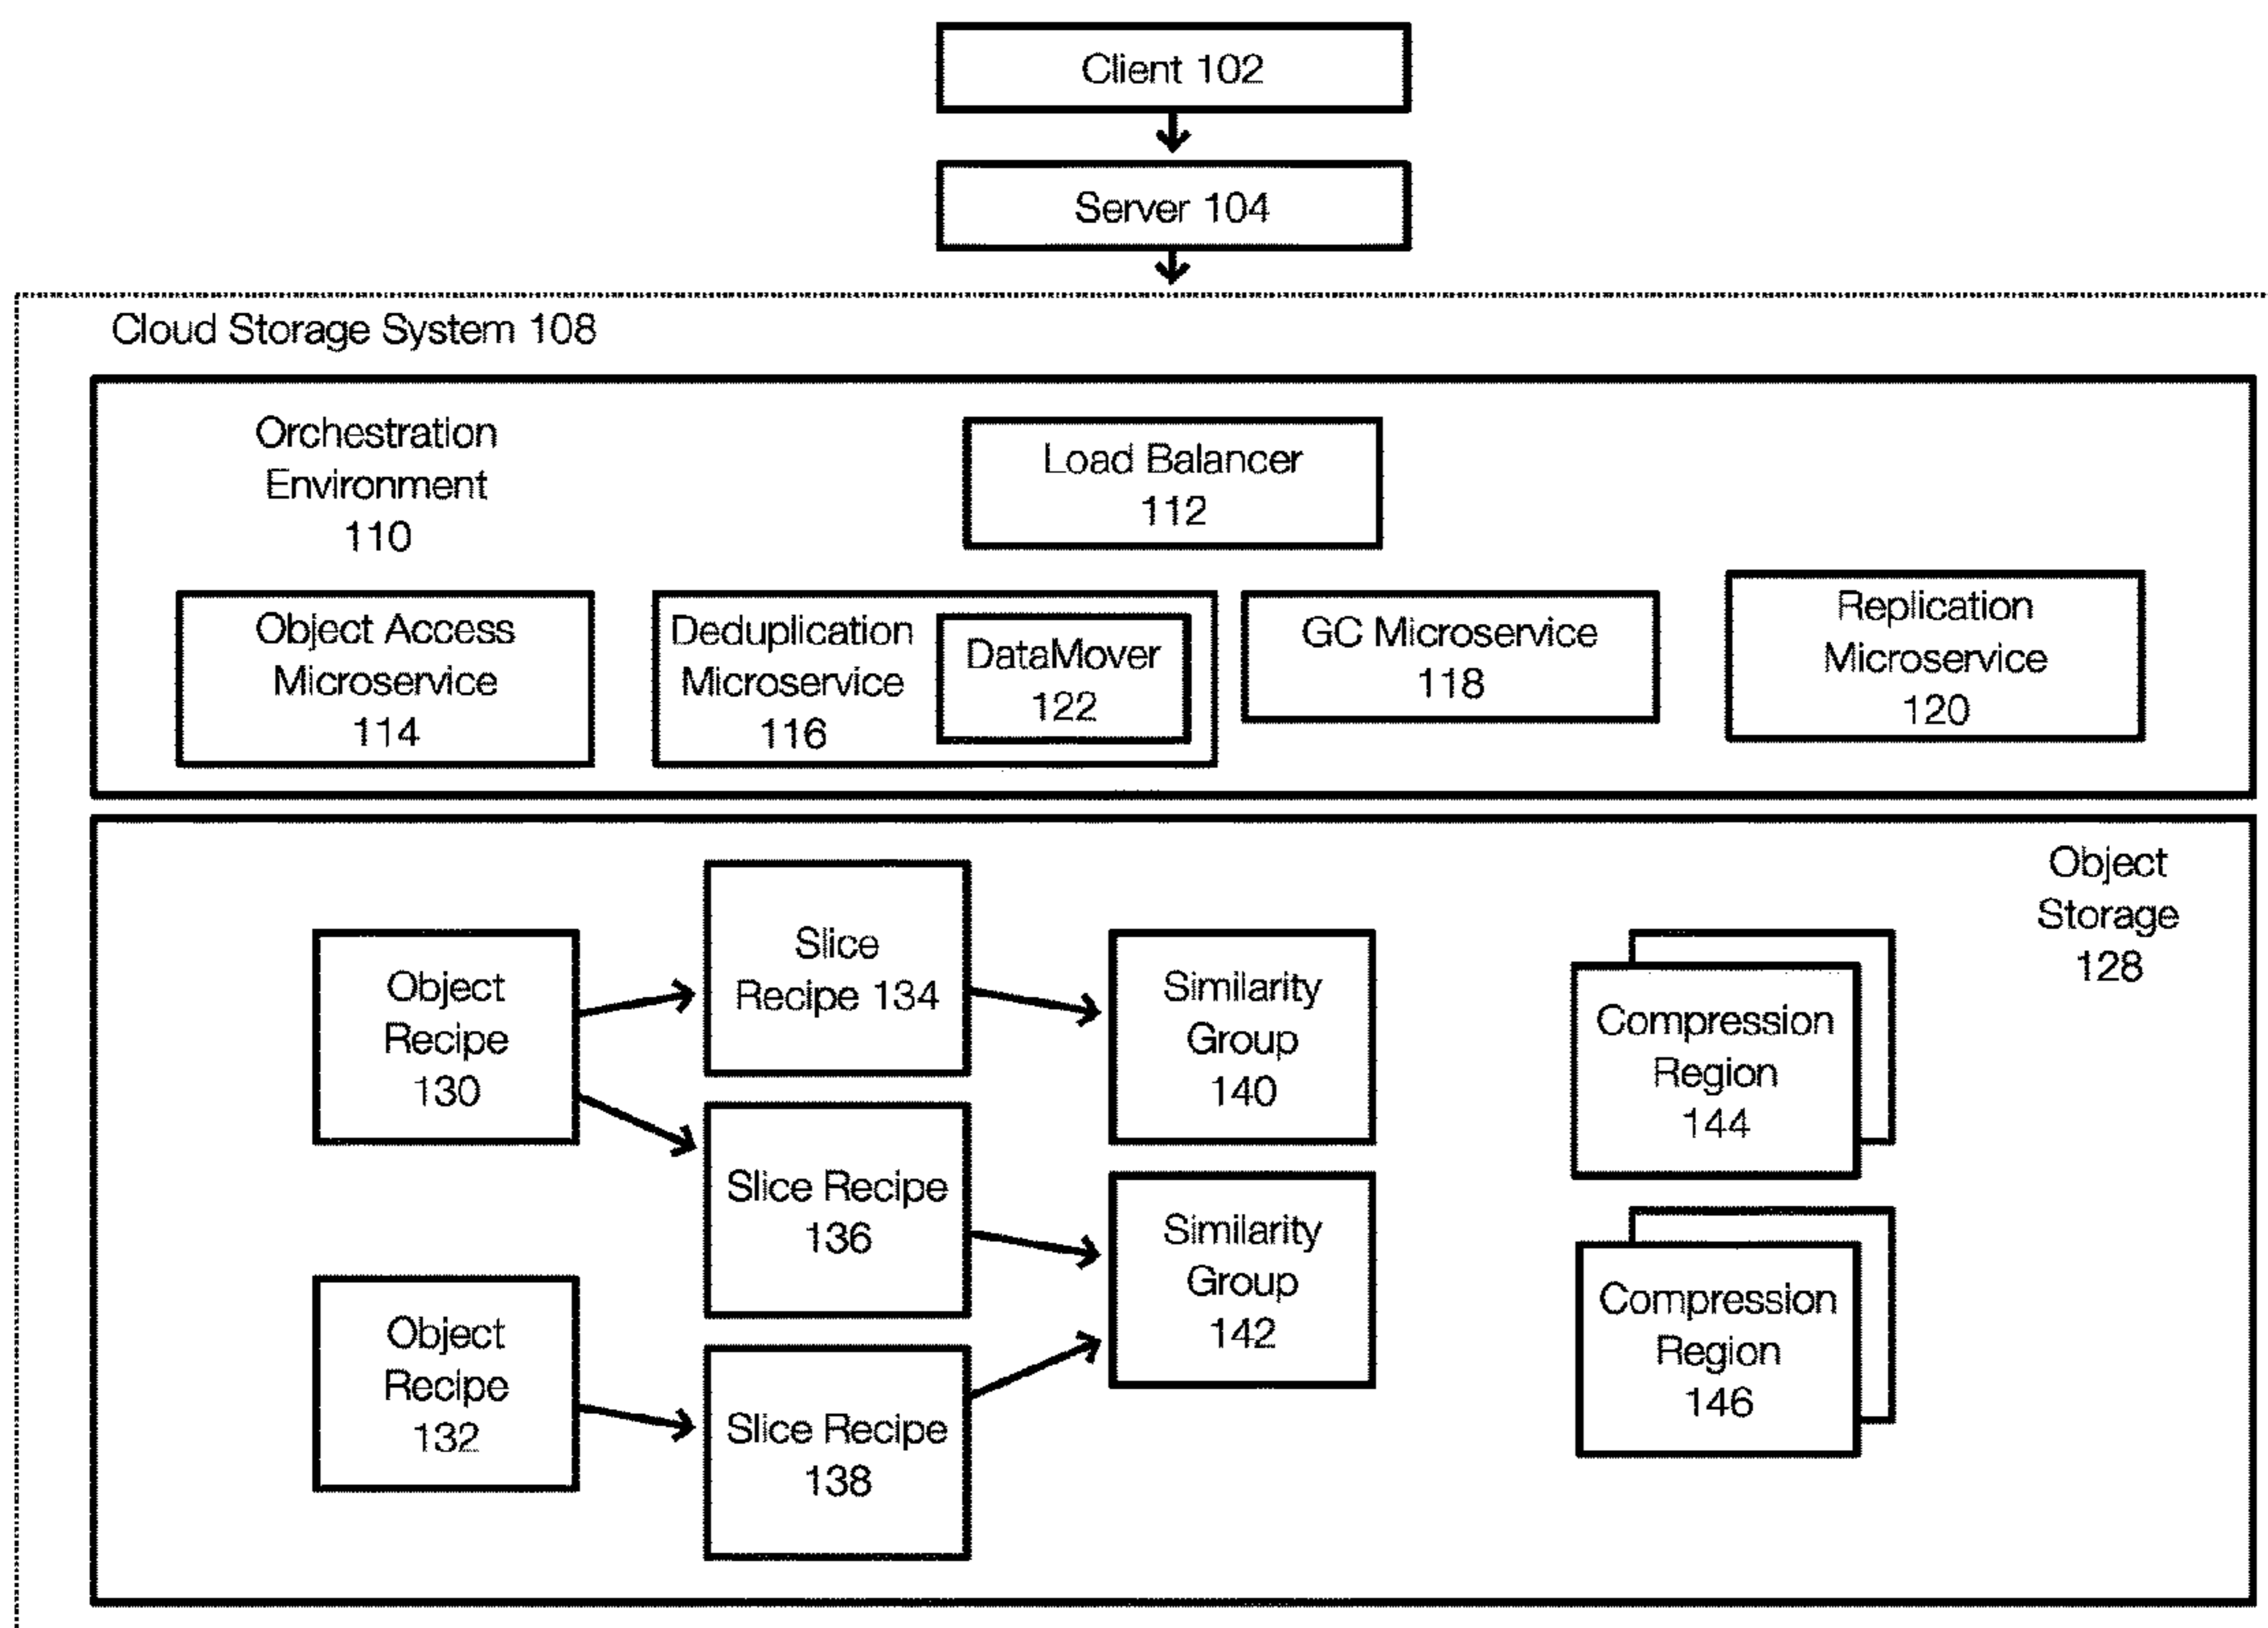 Client 102
Server 104
Cloud Storage System 108
Orchestration
Environment
110
Load Balancer
112
Object Access
Microservice
114
Deduplication
Microservice
116
DataMover
122
GC Microservice
118
Replication
Microservice
120
Object
Storage
128
Object
Recipe
130
Slice
Recipe 134
Similarity
Group
140
Compression
Region
144
Slice Recipe
136
Similarity
Group
142
Compression
Region
146
Object
Recipe
132
Slice Recipe
138